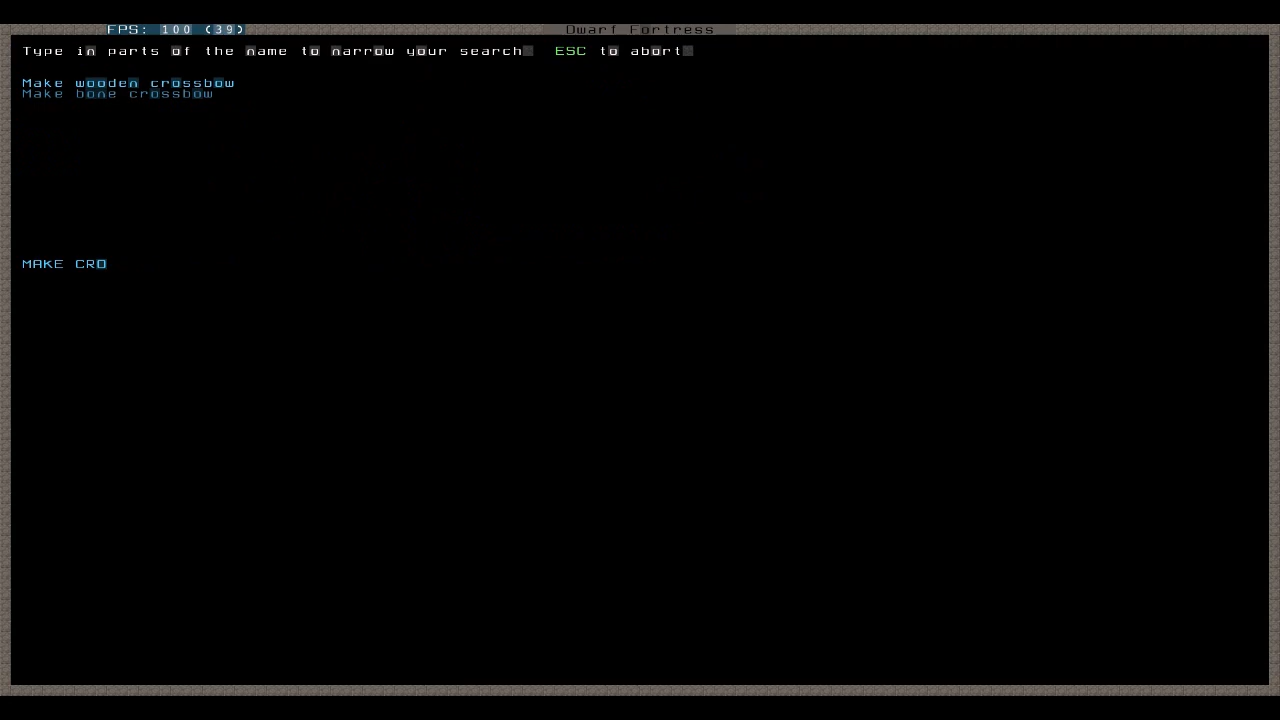 FPS: 100 (39) Dwarf Fortress
Type in parts of the name to narrow your search. ESC to abort.
Make wooden crossbow
Make bone crossbow
MAKE CRO